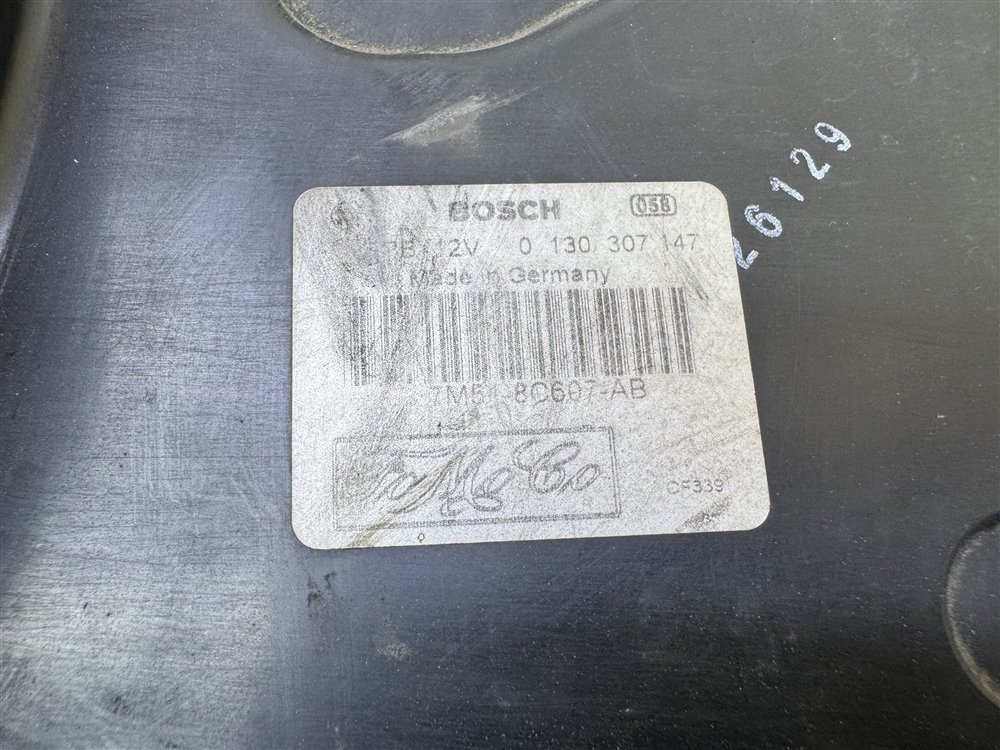 BOSCH 058
12V 0 130 307 147
Made in Germany
8C607-AB
FoMoCo
CF339
26129